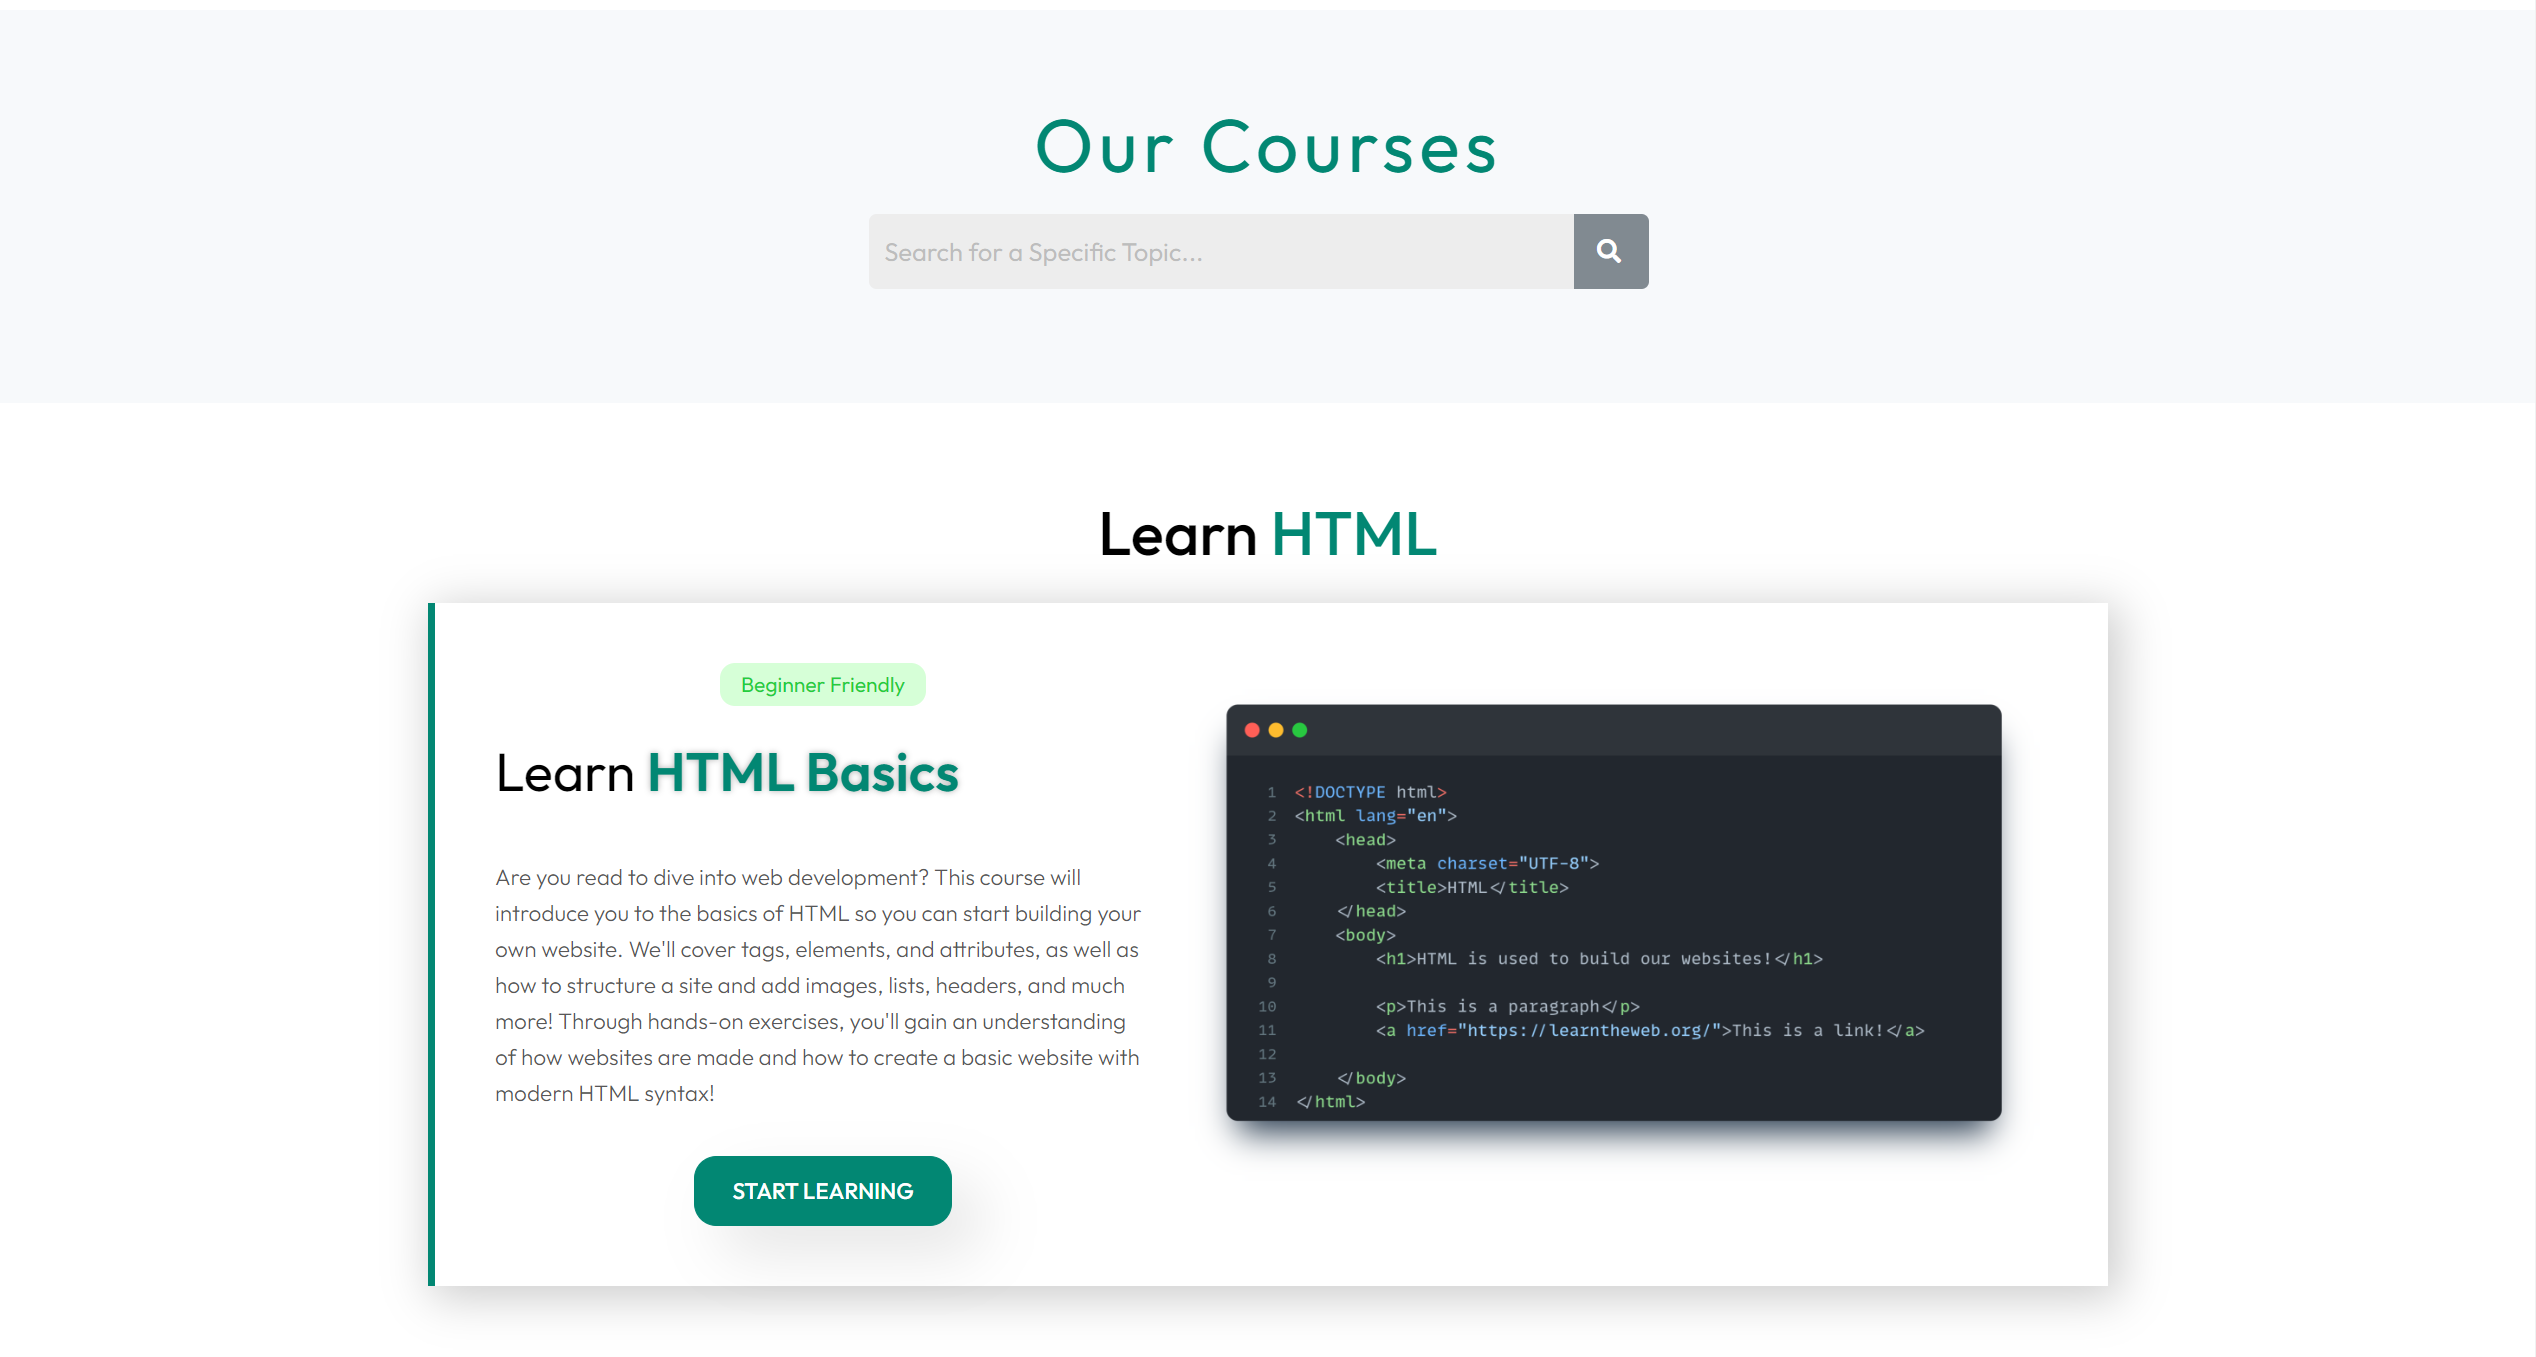 Our Courses
Search for a Specific Topic...
Learn HTML
Beginner Friendly
Learn HTML Basics
Are you read to dive into web development? This course will
introduce you to the basics of HTML so you can start building your
own website. We'll cover tags, elements, and attributes, as well as
how to structure a site and add images, lists, headers, and much
more! Through hands-on exercises, you'll gain an understanding
of how websites are made and how to create a basic website with
modern HTML syntax!
START LEARNING
1 <!DOCTYPE html>
2 <html lang="en">
3     <head>
4         <meta charset="UTF-8">
5         <title>HTML</title>
6     </head>
7     <body>
8         <h1>HTML is used to build our websites!</h1>
9
10         <p>This is a paragraph</p>
11         <a href="https://learntheweb.org/">This is a link!</a>
12
13     </body>
14 </html>